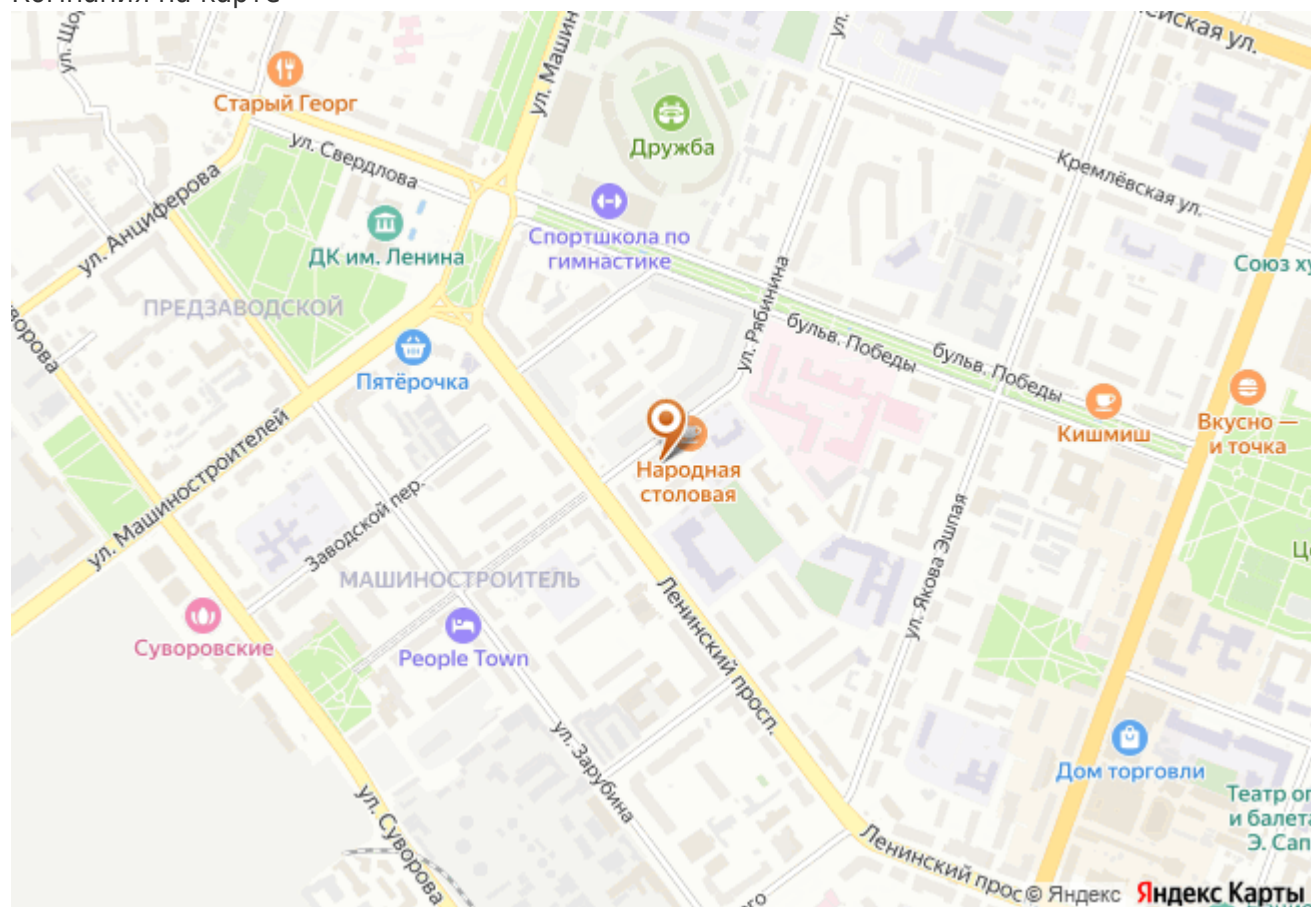 ул. Машин
Старый Георг
ул. Свердлова
Дружба
ул. Анциферова
ДК им. Ленина
Спортшкола по
гимнастике
Кремлёвская ул.
Союз ху
ПРЕДЗАВОДСКОЙ
ул. Рябинина
бульв. Победы
бульв. Победы
Пятёрочка
Кишмиш
Вкусно —
и точка
ул. Машиностроителей
Народная
столовая
Заводской пер.
МАШИНОСТРОИТЕЛЬ
ул. Якова Эшпая
Ленинский просп.
Суворовские
People Town
ул. Зарубина
ул. Суворова
Дом торговли
Театр оп
и балета
Э. Сап
Ленинский прос
© Яндекс Яндекс Карты